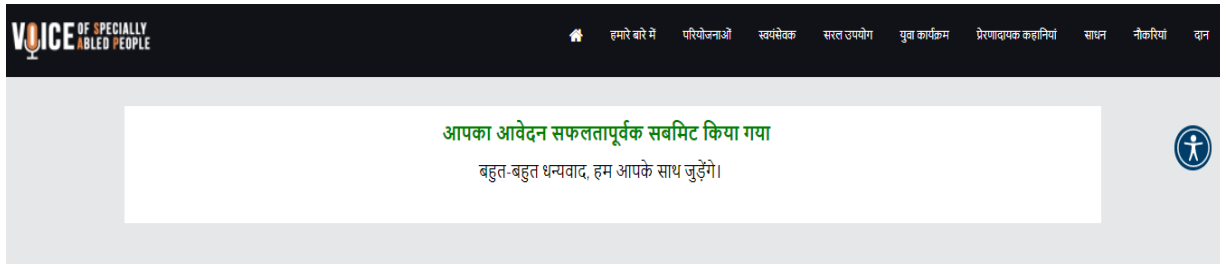 VOICE OF SPECIALLY ABLED PEOPLE
हमारे बारे में परियोजनाओं स्वयंसेवक सरल उपयोग युवा कार्यक्रम प्रेरणादायक कहानियां साधन नौकरियां दान
आपका आवेदन सफलतापूर्वक सबमिट किया गया
बहुत-बहुत धन्यवाद, हम आपके साथ जुड़ेंगे।